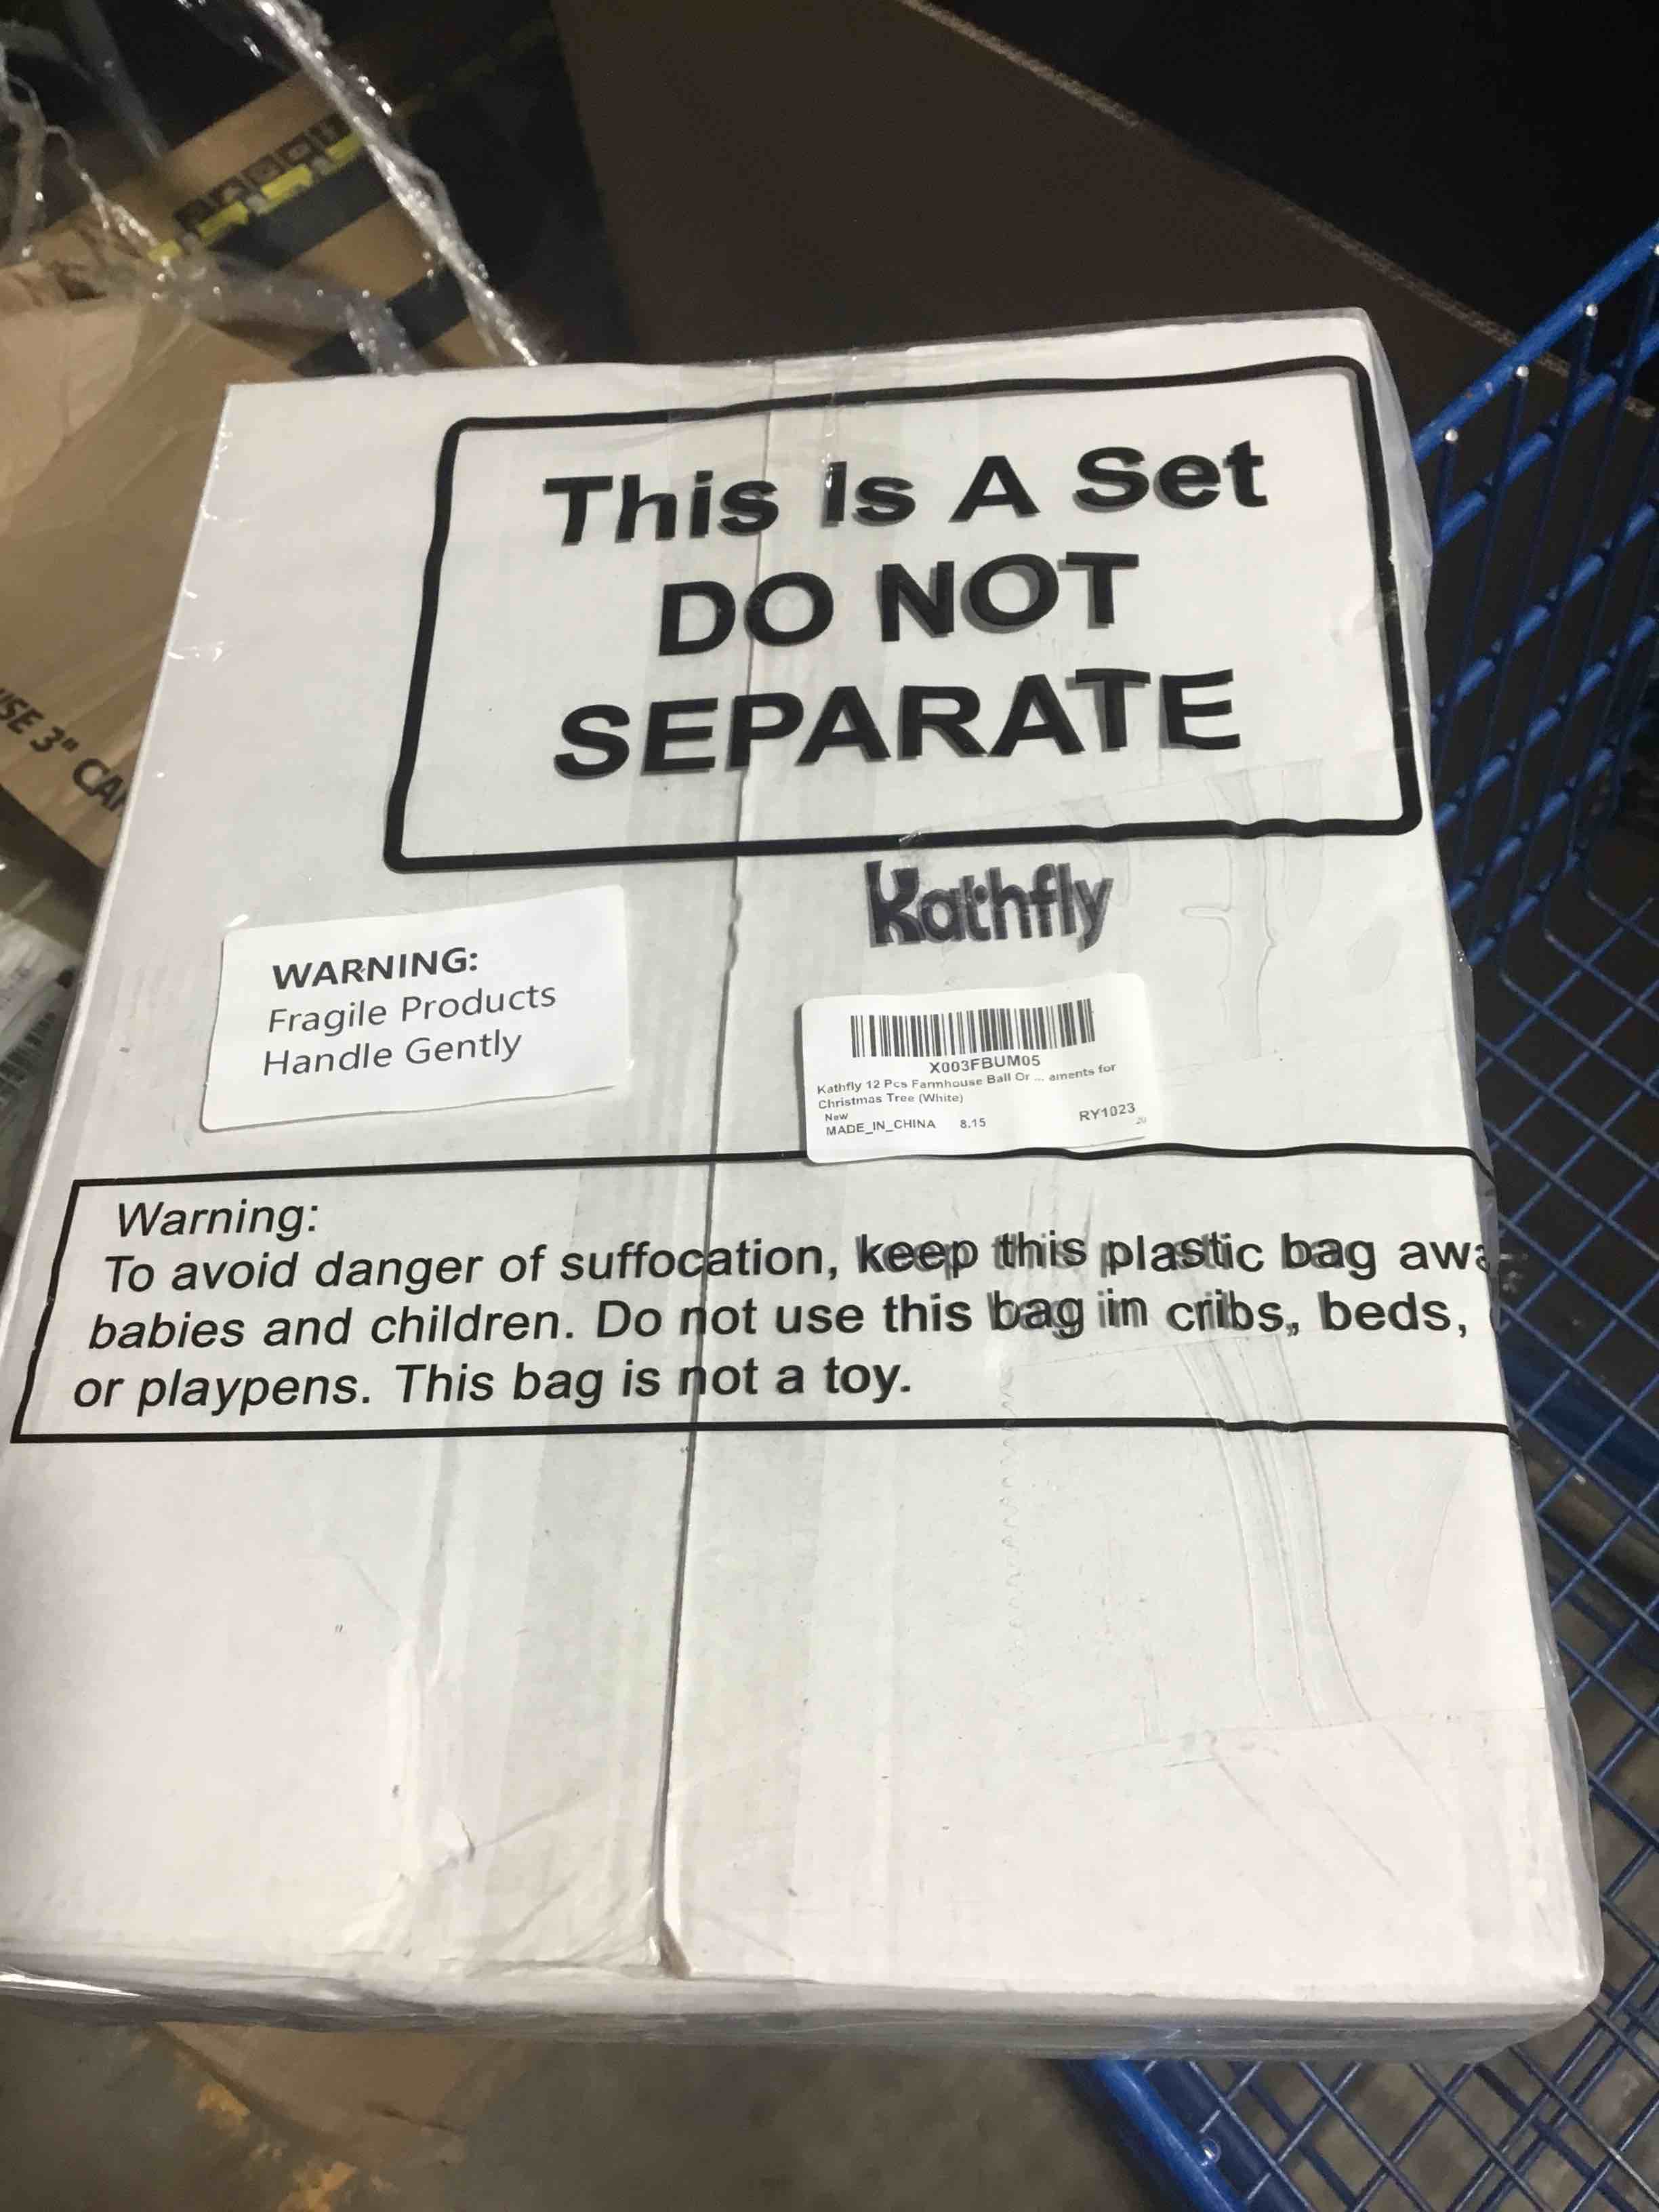 USE 3" CA
This Is A Set
DO NOT
SEPARATE
Kathfly
WARNING:
Fragile Products
Handle Gently
X003FBUM05
Kathfly 12 Pcs Farmhouse Ball Or ... aments for
Christmas Tree (White)
New
MADE_IN_CHINA 8.15 RY1023
Warning:
To avoid danger of suffocation, keep this plastic bag awa
babies and children. Do not use this bag in cribs, beds,
or playpens. This bag is not a toy.